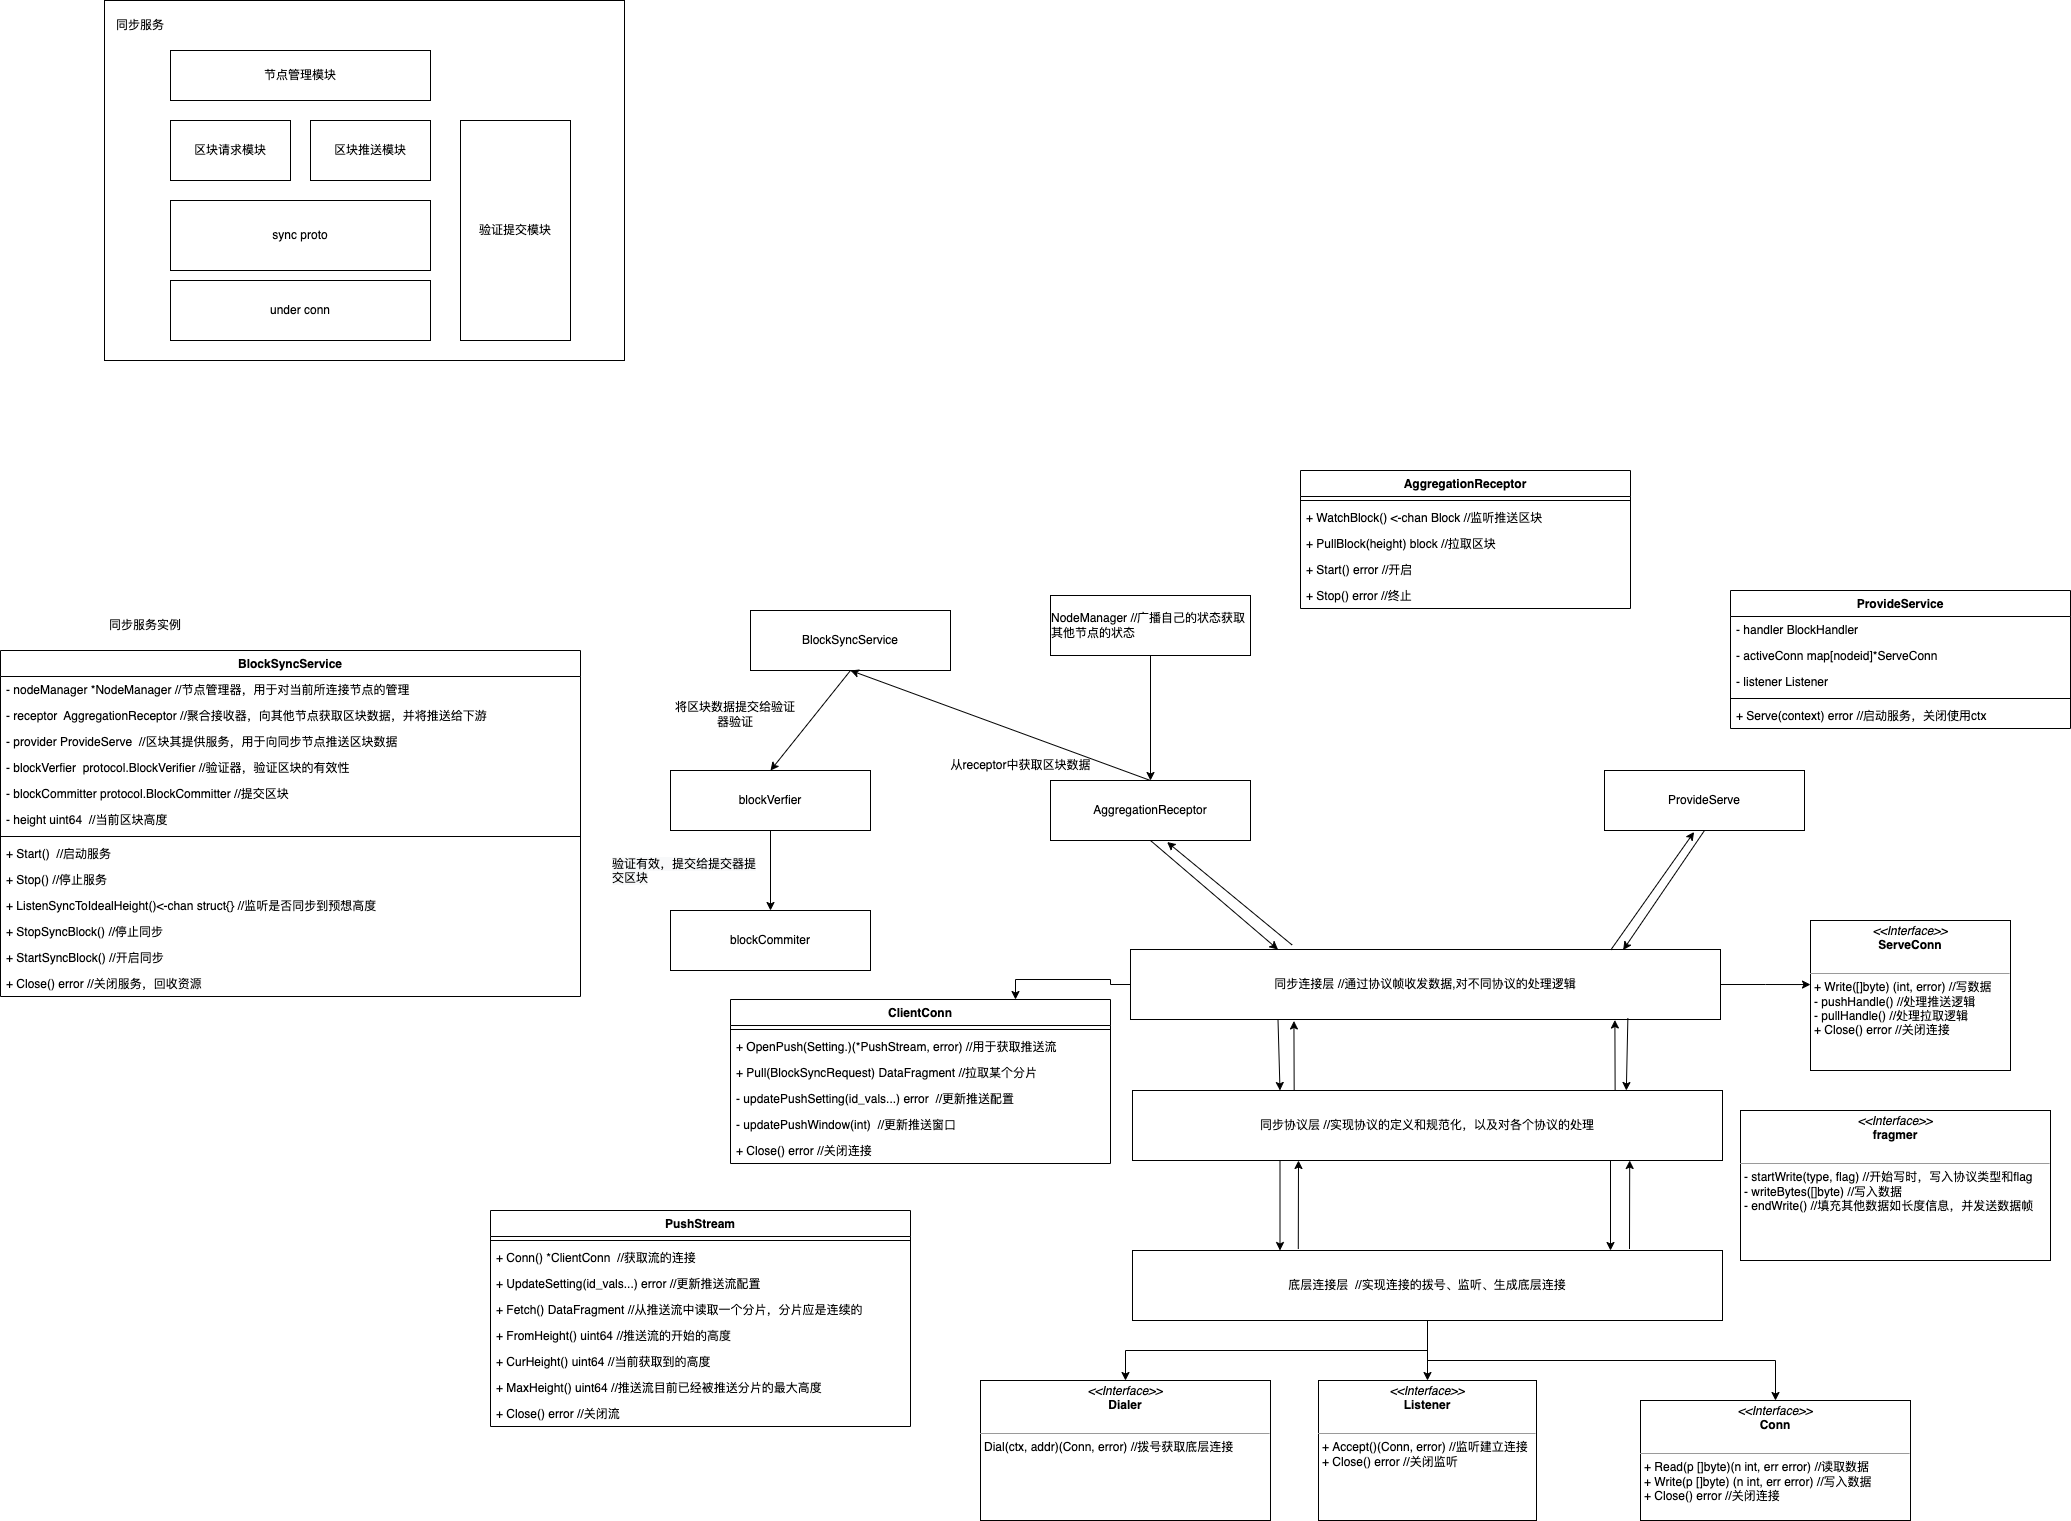 同步服务
节点管理模块
区块请求模块
区块推送模块
验证提交模块
sync proto
under conn
AggregationReceptor
+ WatchBlock() <-chan Block //监听推送区块
+ PullBlock(height) block //拉取区块
+ Start() error //开启
+ Stop() error //终止
ProvideService
- handler BlockHandler
- activeConn map[nodeid]*ServeConn
- listener Listener
+ Serve(context) error //启动服务，关闭使用ctx
同步服务实例
BlockSyncService
- nodeManager *NodeManager //节点管理器，用于对当前所连接节点的管理
- receptor  AggregationReceptor //聚合接收器，向其他节点获取区块数据，并将推送给下游
- provider ProvideServe  //区块其提供服务，用于向同步节点推送区块数据
- blockVerfier  protocol.BlockVerifier //验证器，验证区块的有效性
- blockCommitter protocol.BlockCommitter //提交区块
- height uint64  //当前区块高度
+ Start()  //启动服务
+ Stop() //停止服务
+ ListenSyncToIdealHeight()<-chan struct{} //监听是否同步到预想高度
+ StopSyncBlock() //停止同步
+ StartSyncBlock() //开启同步
+ Close() error //关闭服务，回收资源
BlockSyncService
NodeManager //广播自己的状态获取
其他节点的状态
将区块数据提交给验证
器验证
从receptor中获取区块数据
blockVerfier
AggregationReceptor
ProvideServe
验证有效，提交给提交器提
交区块
blockCommiter
同步连接层 //通过协议帧收发数据,对不同协议的处理逻辑
<<Interface>>
ServeConn
+ Write([]byte) (int, error) //写数据
- pushHandle() //处理推送逻辑
- pullHandle() //处理拉取逻辑
+ Close() error //关闭连接
ClientConn
+ OpenPush(Setting.)(*PushStream, error) //用于获取推送流
+ Pull(BlockSyncRequest) DataFragment //拉取某个分片
- updatePushSetting(id_vals...) error  //更新推送配置
- updatePushWindow(int)  //更新推送窗口
+ Close() error //关闭连接
同步协议层 //实现协议的定义和规范化，以及对各个协议的处理
<<Interface>>
fragmer
- startWrite(type, flag) //开始写时，写入协议类型和flag
- writeBytes([]byte) //写入数据
- endWrite() //填充其他数据如长度信息，并发送数据帧
PushStream
+ Conn() *ClientConn  //获取流的连接
+ UpdateSetting(id_vals...) error //更新推送流配置
+ Fetch() DataFragment //从推送流中读取一个分片，分片应是连续的
+ FromHeight() uint64 //推送流的开始的高度
+ CurHeight() uint64 //当前获取到的高度
+ MaxHeight() uint64 //推送流目前已经被推送分片的最大高度
+ Close() error //关闭流
底层连接层  //实现连接的拨号、监听、生成底层连接
<<Interface>>
Dialer
Dial(ctx, addr)(Conn, error) //拨号获取底层连接
<<Interface>>
Listener
+ Accept()(Conn, error) //监听建立连接
+ Close() error //关闭监听
<<Interface>>
Conn
+ Read(p []byte)(n int, err error) //读取数据
+ Write(p []byte) (n int, err error) //写入数据
+ Close() error //关闭连接